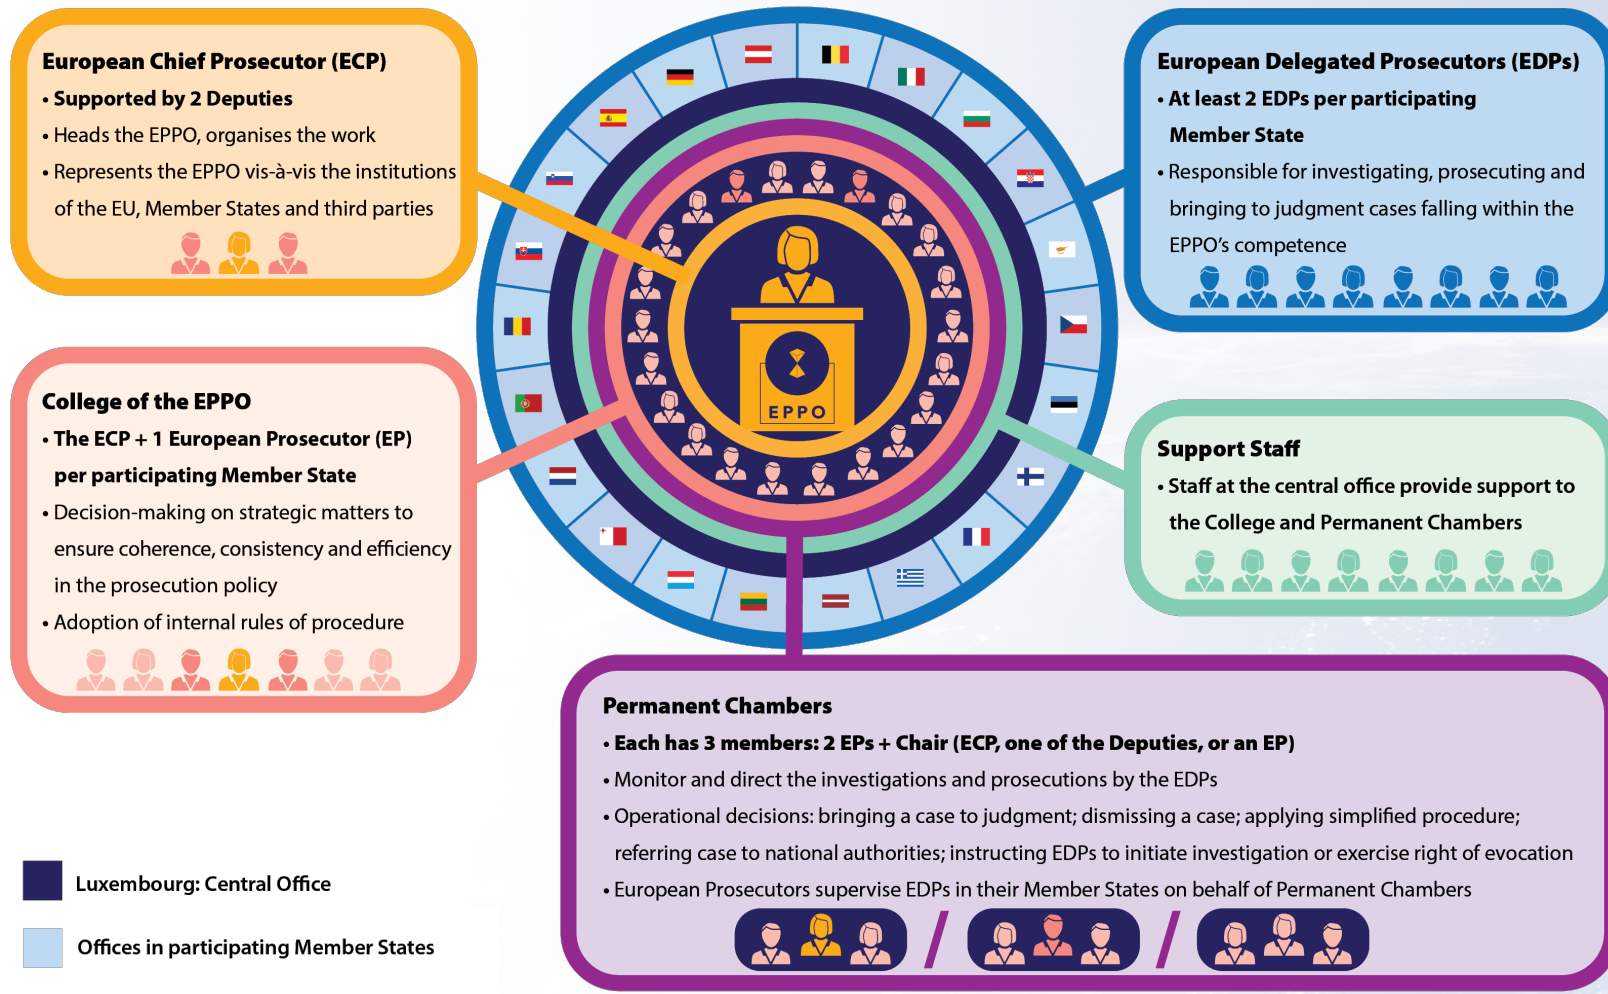 European Chief Prosecutor (ECP)
• Supported by 2 Deputies
• Heads the EPPO, organises the work
• Represents the EPPO vis-à-vis the institutions
of the EU, Member States and third parties
College of the EPPO
• The ECP + 1 European Prosecutor (EP)
per participating Member State
• Decision-making on strategic matters to
ensure coherence, consistency and efficiency
in the prosecution policy
• Adoption of internal rules of procedure
EPPO
European Delegated Prosecutors (EDPs)
• At least 2 EDPs per participating
Member State
• Responsible for investigating, prosecuting and
bringing to judgment cases falling within the
EPPO’s competence
Support Staff
• Staff at the central office provide support to
the College and Permanent Chambers
Permanent Chambers
• Each has 3 members: 2 EPs + Chair (ECP, one of the Deputies, or an EP)
• Monitor and direct the investigations and prosecutions by the EDPs
• Operational decisions: bringing a case to judgment; dismissing a case; applying simplified procedure;
referring case to national authorities; instructing EDPs to initiate investigation or exercise right of evocation
• European Prosecutors supervise EDPs in their Member States on behalf of Permanent Chambers
Luxembourg: Central Office
Offices in participating Member States